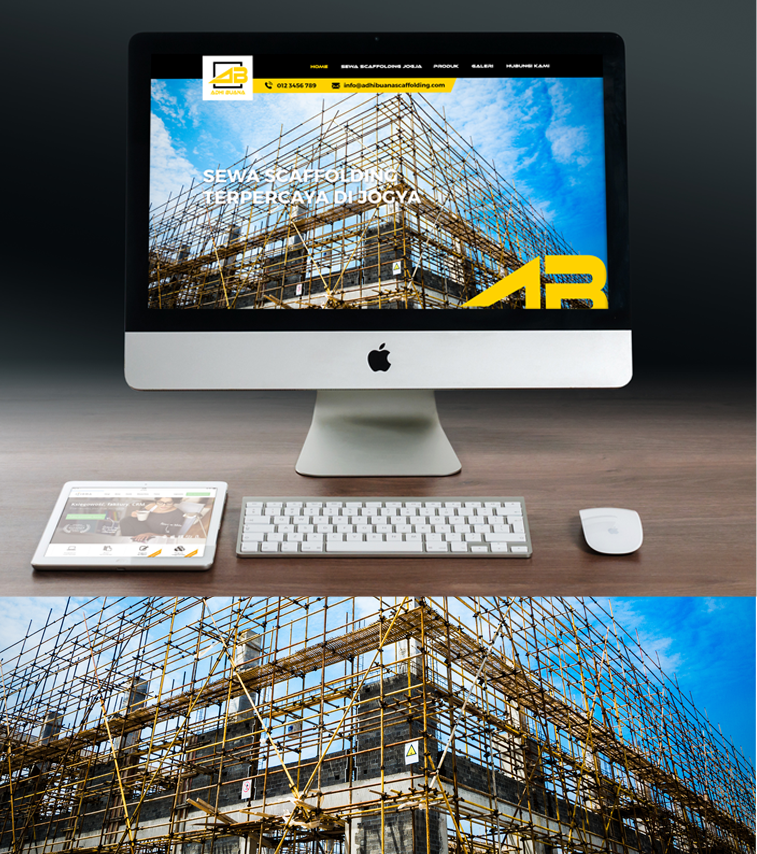 HOME SEWA SCAFFOLDING JOGJA PRODUK GALERI HUBUNGI KAMI
AB
ADHI BUANA
012 3456 789 info@adhibuanascaffolding.com
SEWA SCAFFOLDING
TERPERCAYA DI JOGYA
AB